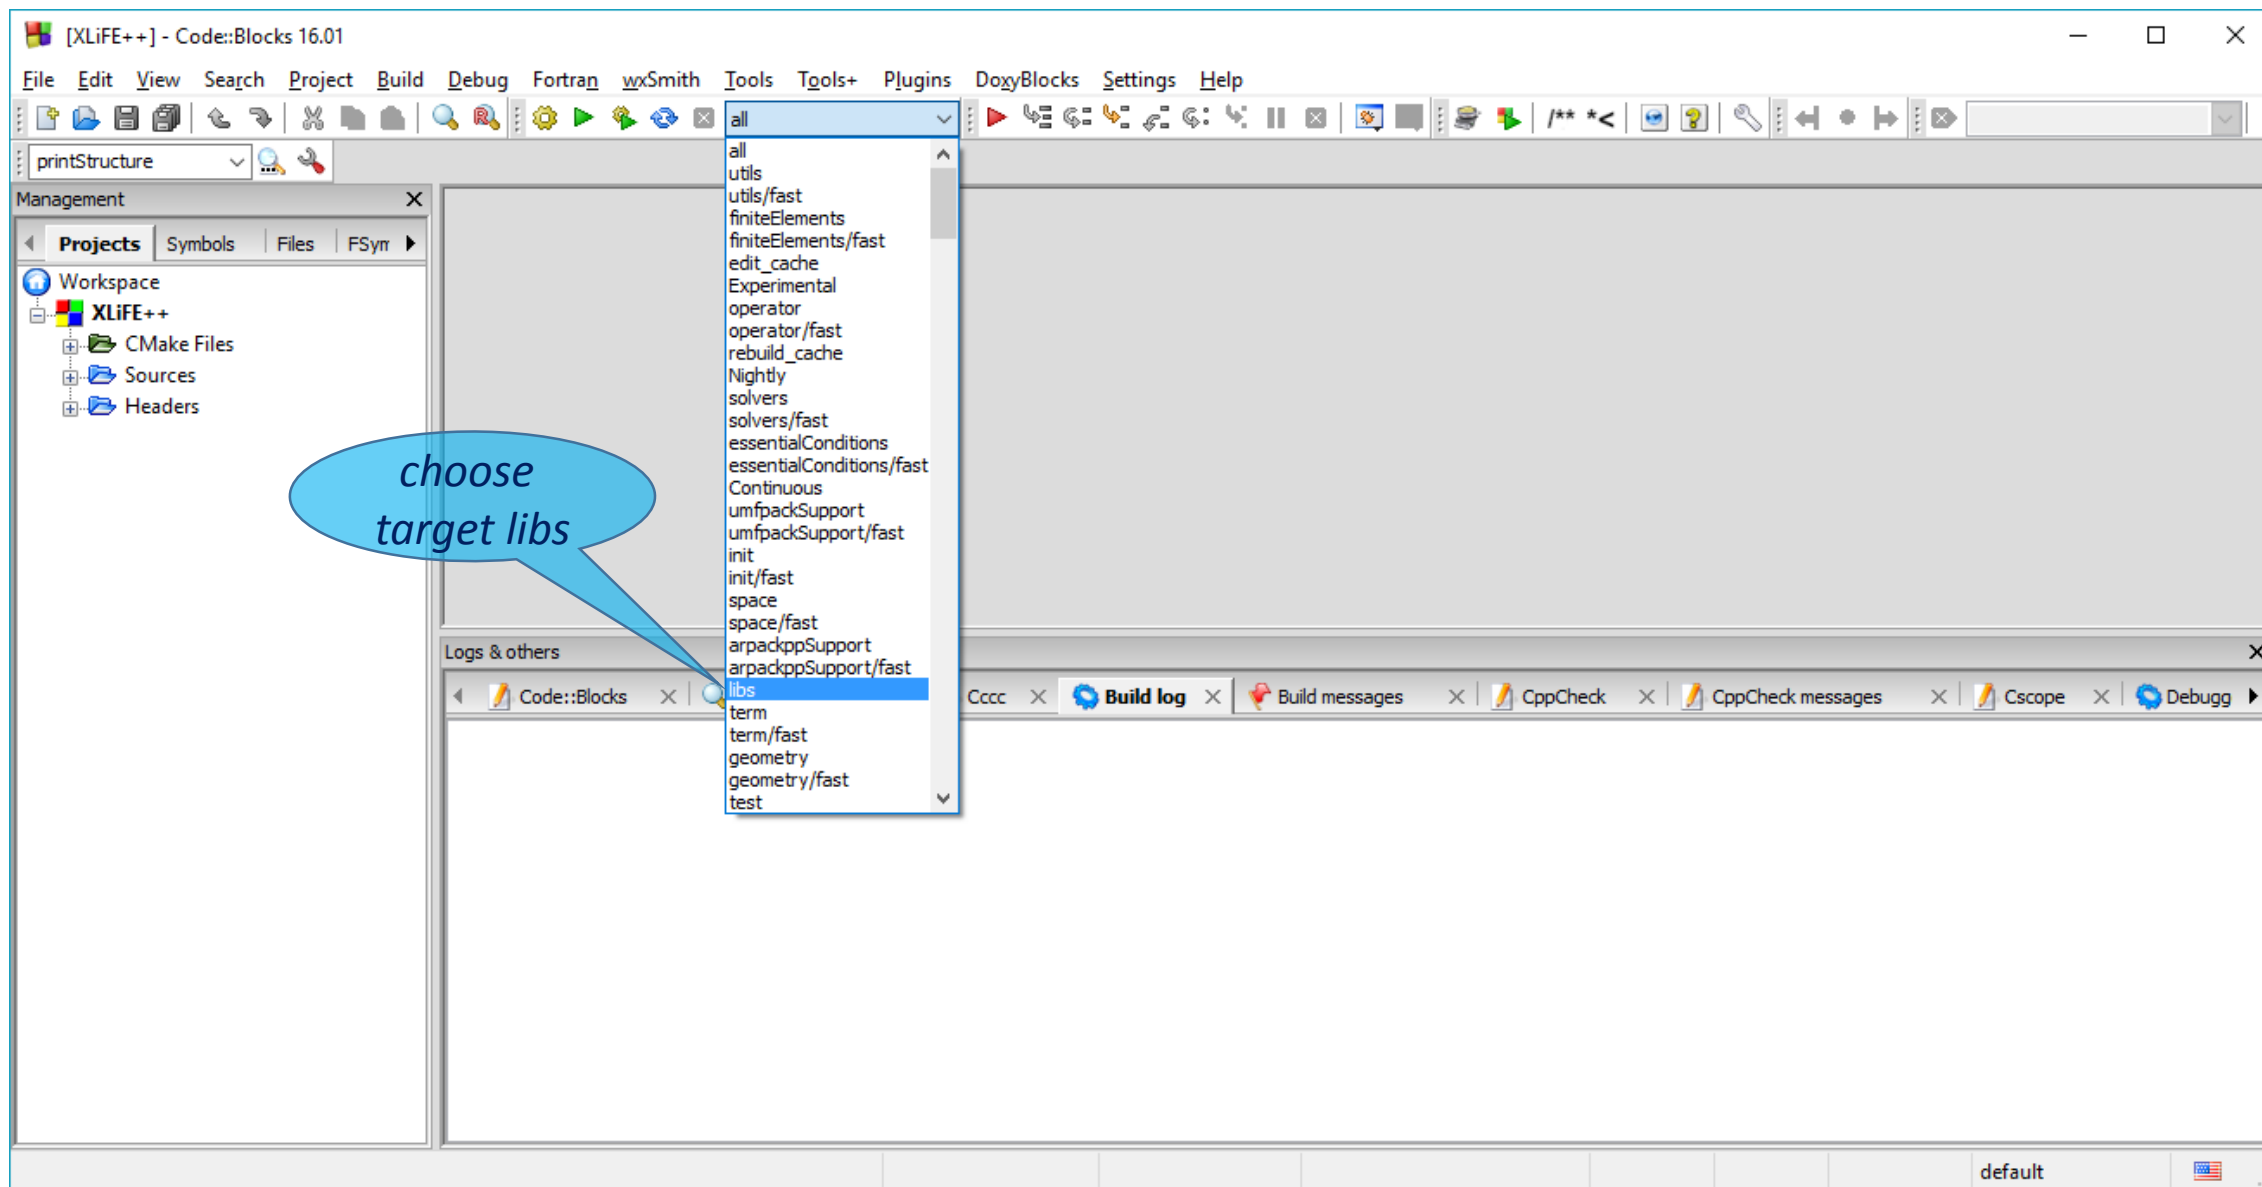 [XLiFE++] - Code::Blocks 16.01
File Edit View Search Project Build Debug Fortran wxSmith Tools Tools+ Plugins DoxyBlocks Settings Help
all
/** *<
printStructure
Management
Projects Symbols Files FSym
Workspace
XLiFE++
CMake Files
Sources
Headers
choose
target libs
all
utils
utils/fast
finiteElements
finiteElements/fast
edit_cache
Experimental
operator
operator/fast
rebuild_cache
Nightly
solvers
solvers/fast
essentialConditions
essentialConditions/fast
Continuous
umfpackSupport
umfpackSupport/fast
init
init/fast
space
space/fast
arpackppSupport
arpackppSupport/fast
libs
term
term/fast
geometry
geometry/fast
test
Logs & others
Code::Blocks Cccc Build log Build messages CppCheck CppCheck messages Cscope Debugg
default